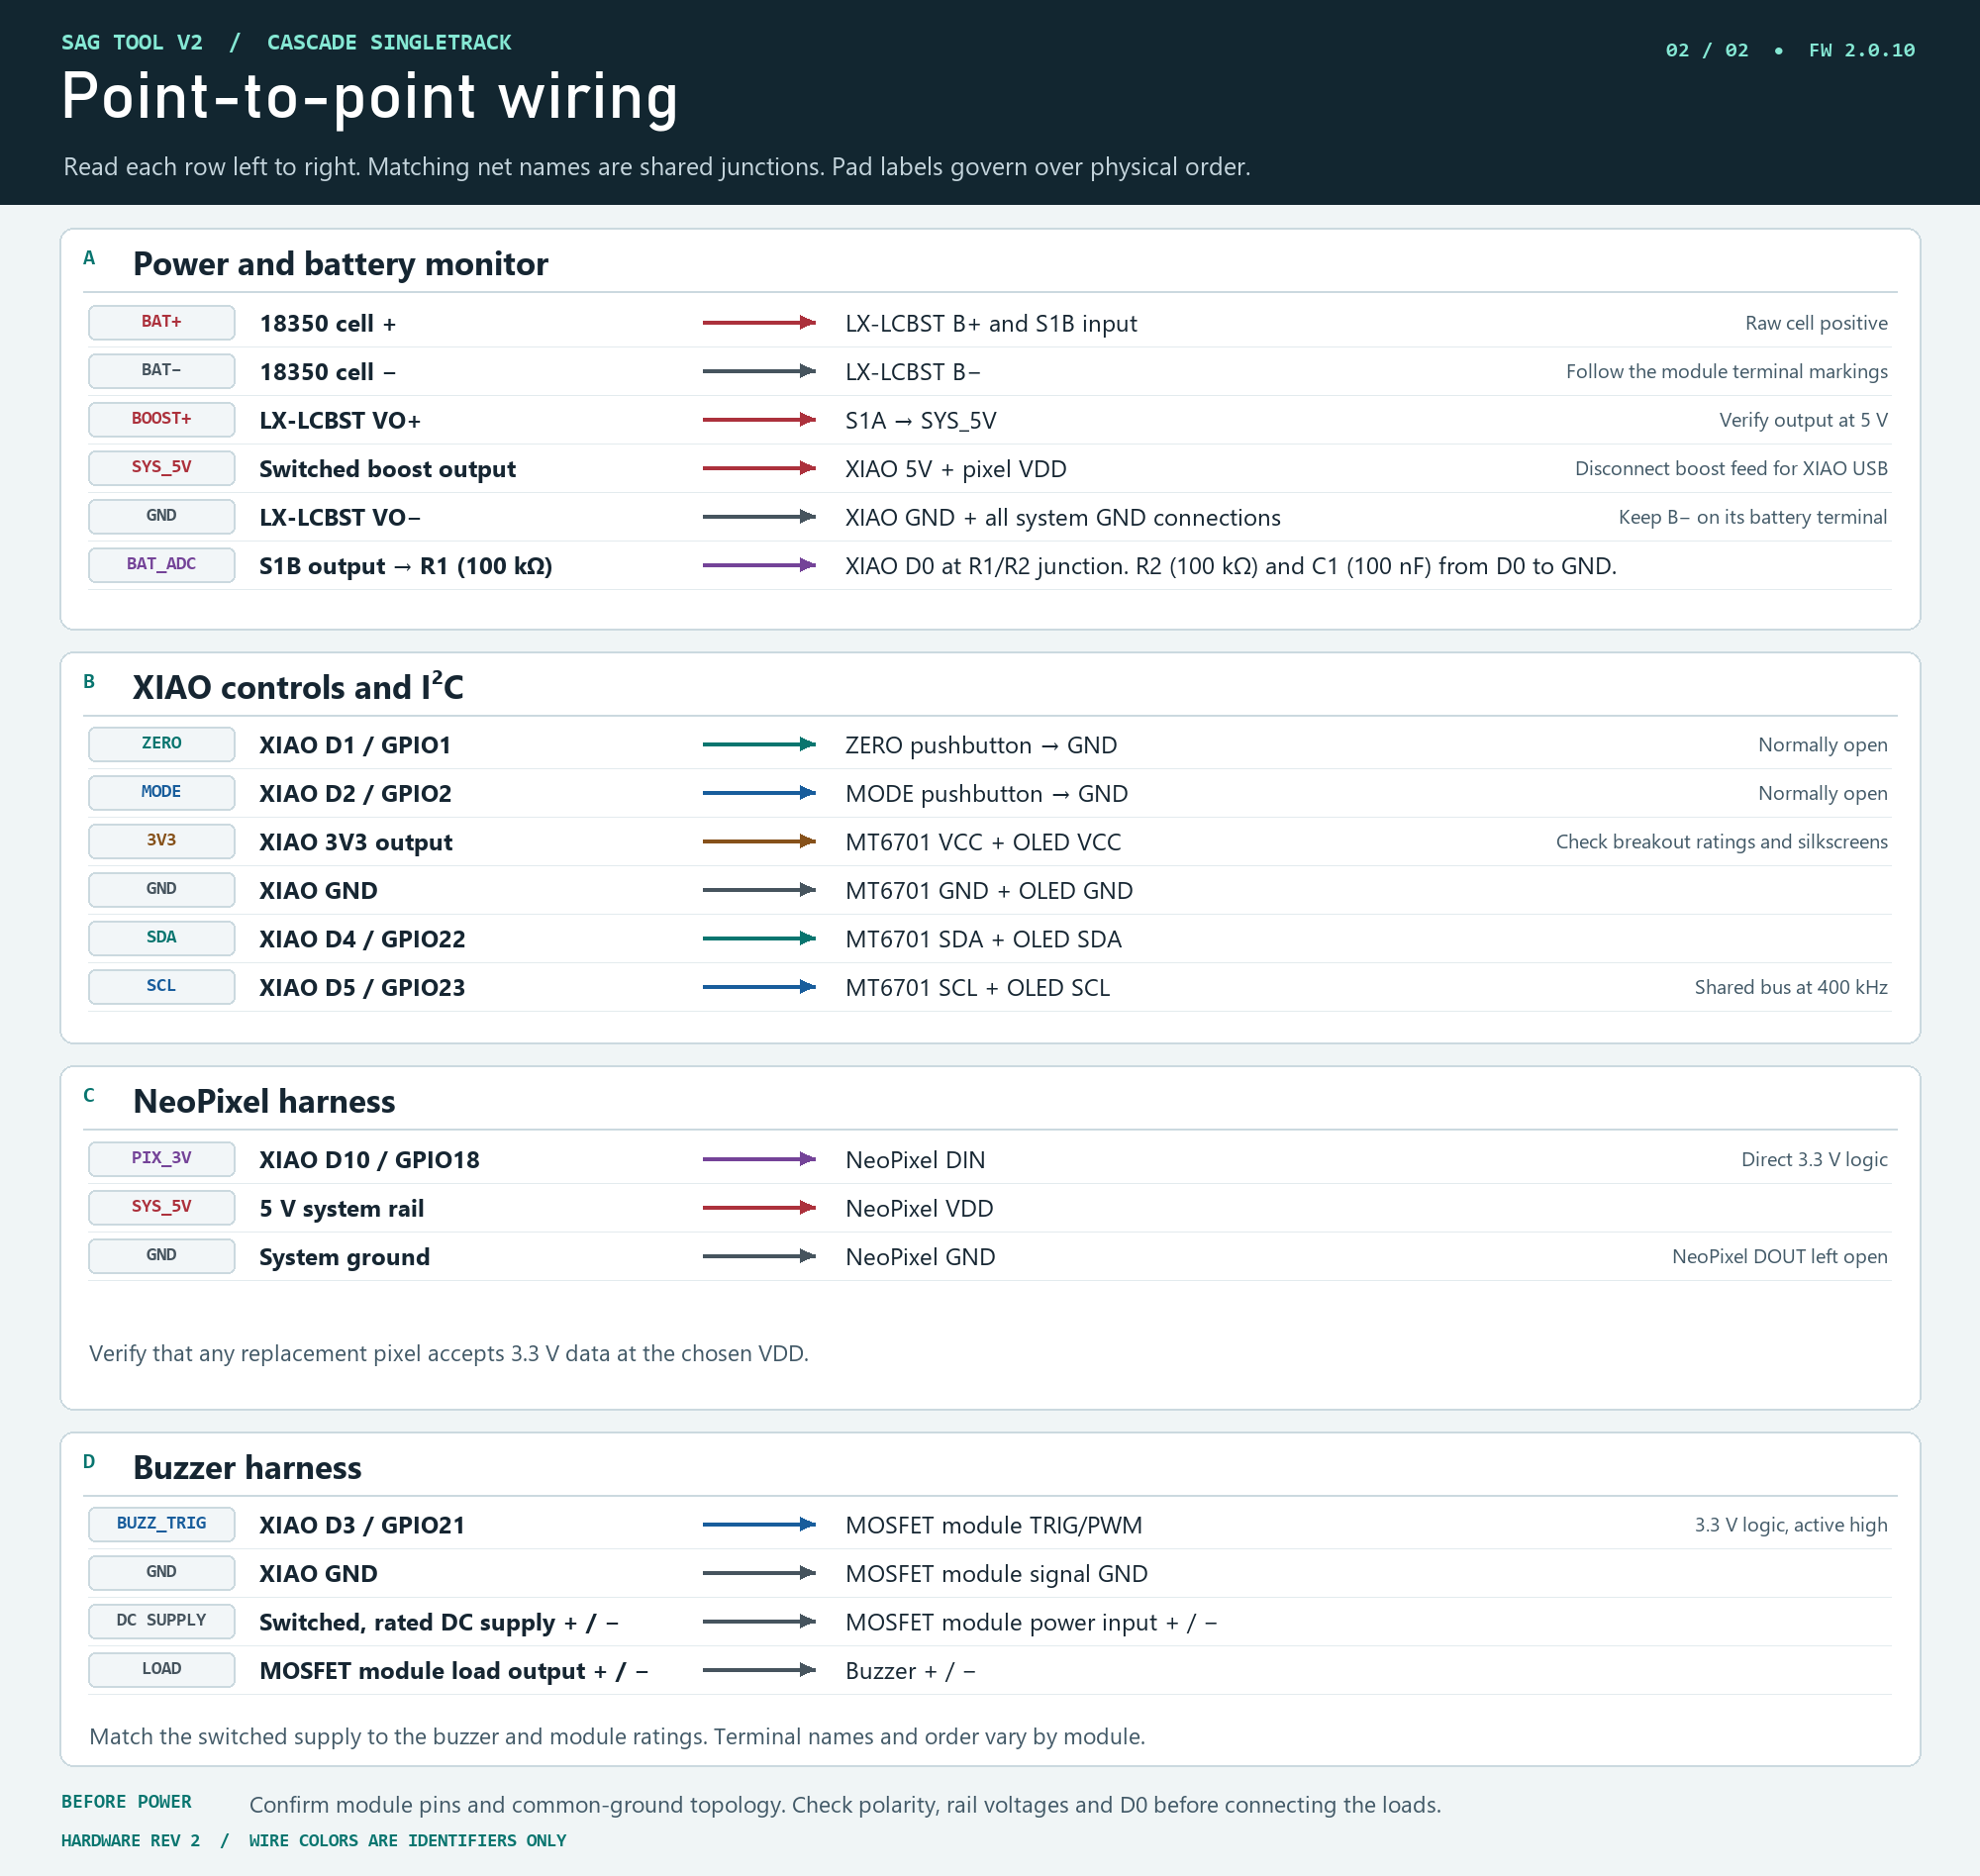 SAG TOOL V2 / CASCADE SINGLETRACK
02 / 02 • FW 2.0.10
Point-to-point wiring
Read each row left to right. Matching net names are shared junctions. Pad labels govern over physical order.
A Power and battery monitor
BAT+ 18350 cell + LX-LCBST B+ and S1B input Raw cell positive
BAT− 18350 cell − LX-LCBST B− Follow the module terminal markings
BOOST+ LX-LCBST VO+ S1A → SYS_5V Verify output at 5 V
SYS_5V Switched boost output XIAO 5V + pixel VDD Disconnect boost feed for XIAO USB
GND LX-LCBST VO− XIAO GND + all system GND connections Keep B− on its battery terminal
BAT_ADC S1B output → R1 (100 kΩ) XIAO D0 at R1/R2 junction. R2 (100 kΩ) and C1 (100 nF) from D0 to GND.
B XIAO controls and I²C
ZERO XIAO D1 / GPIO1 ZERO pushbutton → GND Normally open
MODE XIAO D2 / GPIO2 MODE pushbutton → GND Normally open
3V3 XIAO 3V3 output MT6701 VCC + OLED VCC Check breakout ratings and silkscreens
GND XIAO GND MT6701 GND + OLED GND
SDA XIAO D4 / GPIO22 MT6701 SDA + OLED SDA
SCL XIAO D5 / GPIO23 MT6701 SCL + OLED SCL Shared bus at 400 kHz
C NeoPixel harness
PIX_3V XIAO D10 / GPIO18 NeoPixel DIN Direct 3.3 V logic
SYS_5V 5 V system rail NeoPixel VDD
GND System ground NeoPixel GND NeoPixel DOUT left open
Verify that any replacement pixel accepts 3.3 V data at the chosen VDD.
D Buzzer harness
BUZZ_TRIG XIAO D3 / GPIO21 MOSFET module TRIG/PWM 3.3 V logic, active high
GND XIAO GND MOSFET module signal GND
DC SUPPLY Switched, rated DC supply + / − MOSFET module power input + / −
LOAD MOSFET module load output + / − Buzzer + / −
Match the switched supply to the buzzer and module ratings. Terminal names and order vary by module.
BEFORE POWER Confirm module pins and common-ground topology. Check polarity, rail voltages and D0 before connecting the loads.
HARDWARE REV 2 / WIRE COLORS ARE IDENTIFIERS ONLY